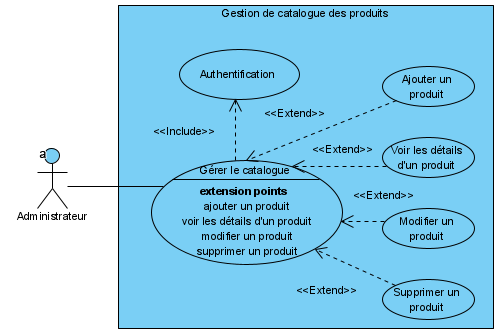 Gestion de catalogue des produits
Authentification
Ajouter un
produit
<<Extend>>
<<Include>>
Voir les détails
d'un produit
<<Extend>>
a
Gérer le catalogue
extension points
ajouter un produit
voir les détails d'un produit
modifier un produit
supprimer un produit
<<Extend>>
Modifier un
produit
Administrateur
<<Extend>>
Supprimer un
produit